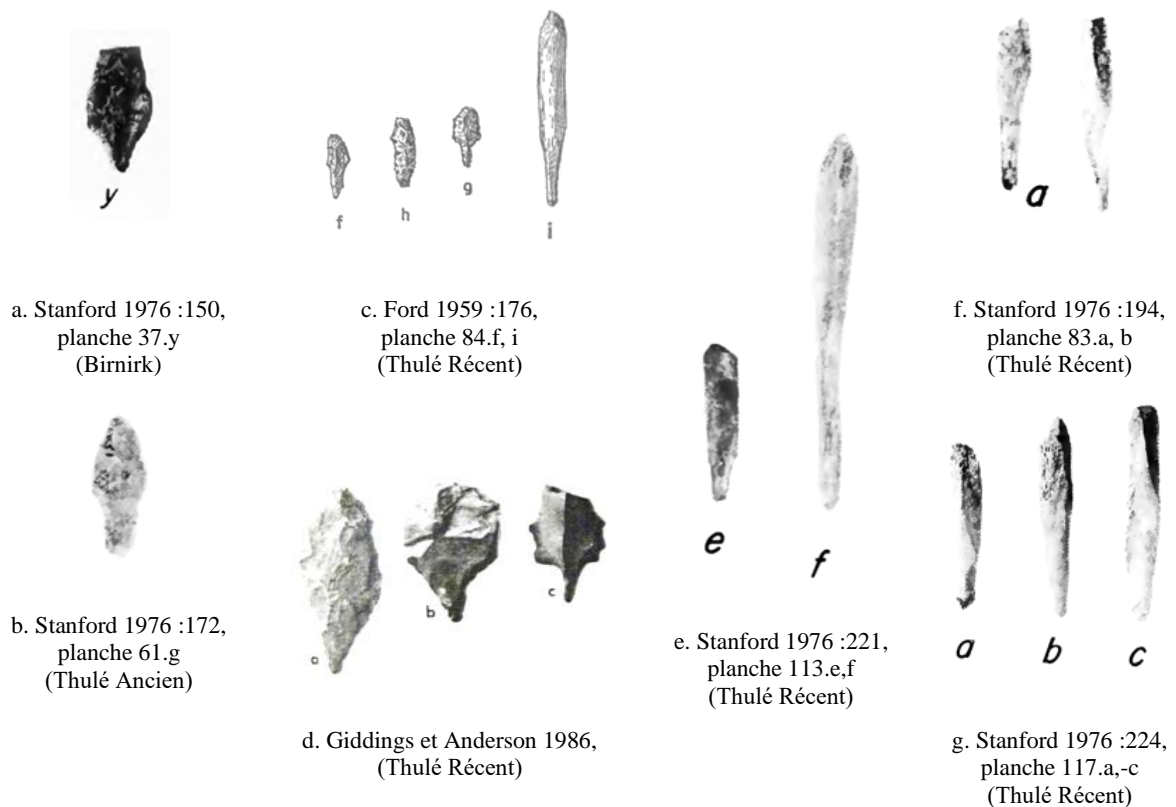 y
a. Stanford 1976 :150,
planche 37.y
(Birnirk)
b. Stanford 1976 :172,
planche 61.g
(Thulé Ancien)
f
h
g
i
c. Ford 1959 :176,
planche 84.f, i
(Thulé Récent)
a
b
c
d. Giddings et Anderson 1986,
(Thulé Récent)
e
f
e. Stanford 1976 :221,
planche 113.e,f
(Thulé Récent)
a
f. Stanford 1976 :194,
planche 83.a, b
(Thulé Récent)
a
b
c
g. Stanford 1976 :224,
planche 117.a,-c
(Thulé Récent)